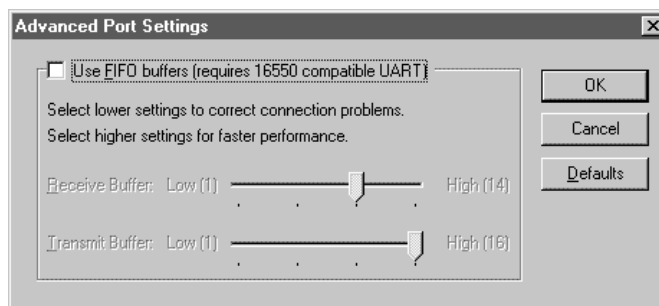 Advanced Port Settings
Use FIFO buffers (requires 16550 compatible UART)
Select lower settings to correct connection problems.
Select higher settings for faster performance.
Receive Buffer: Low (1) High (14)
Transmit Buffer: Low (1) High (16)
OK
Cancel
Defaults